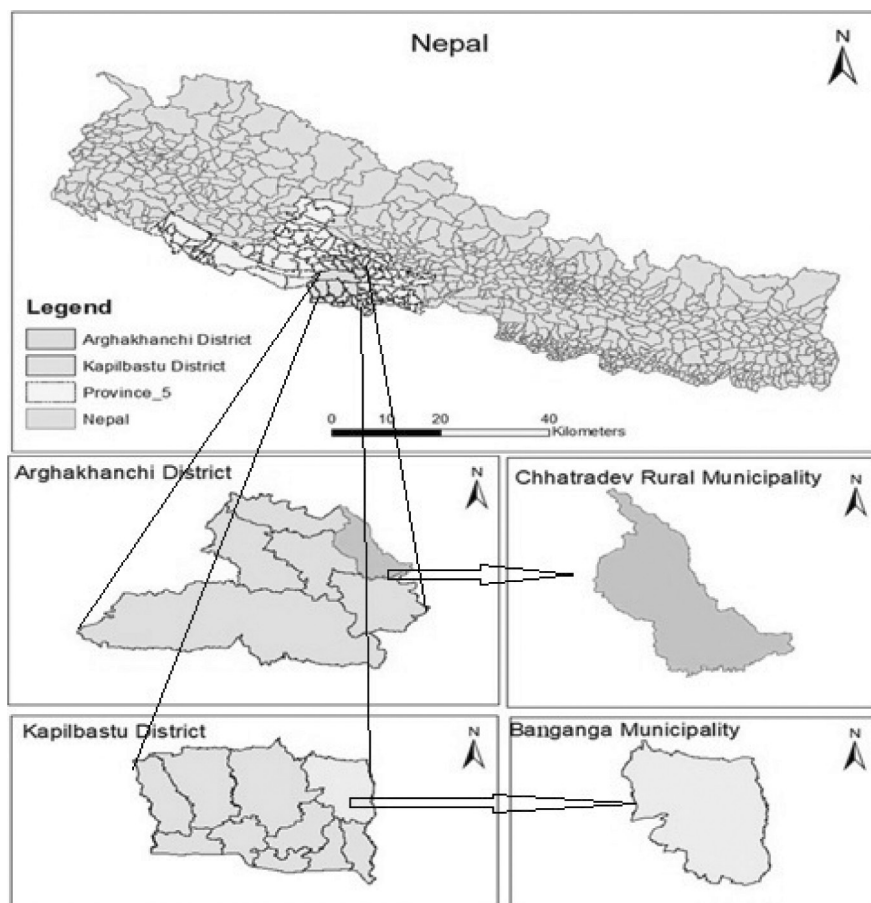 Nepal
N
Legend
Arghakhanchi District
Kapilbastu District
Province_5
Nepal
0 10 20 40
Kilometers
Arghakhanchi District
N
Chhatradev Rural Municipality
N
Kapilbastu District
N
Banganga Municipality
N